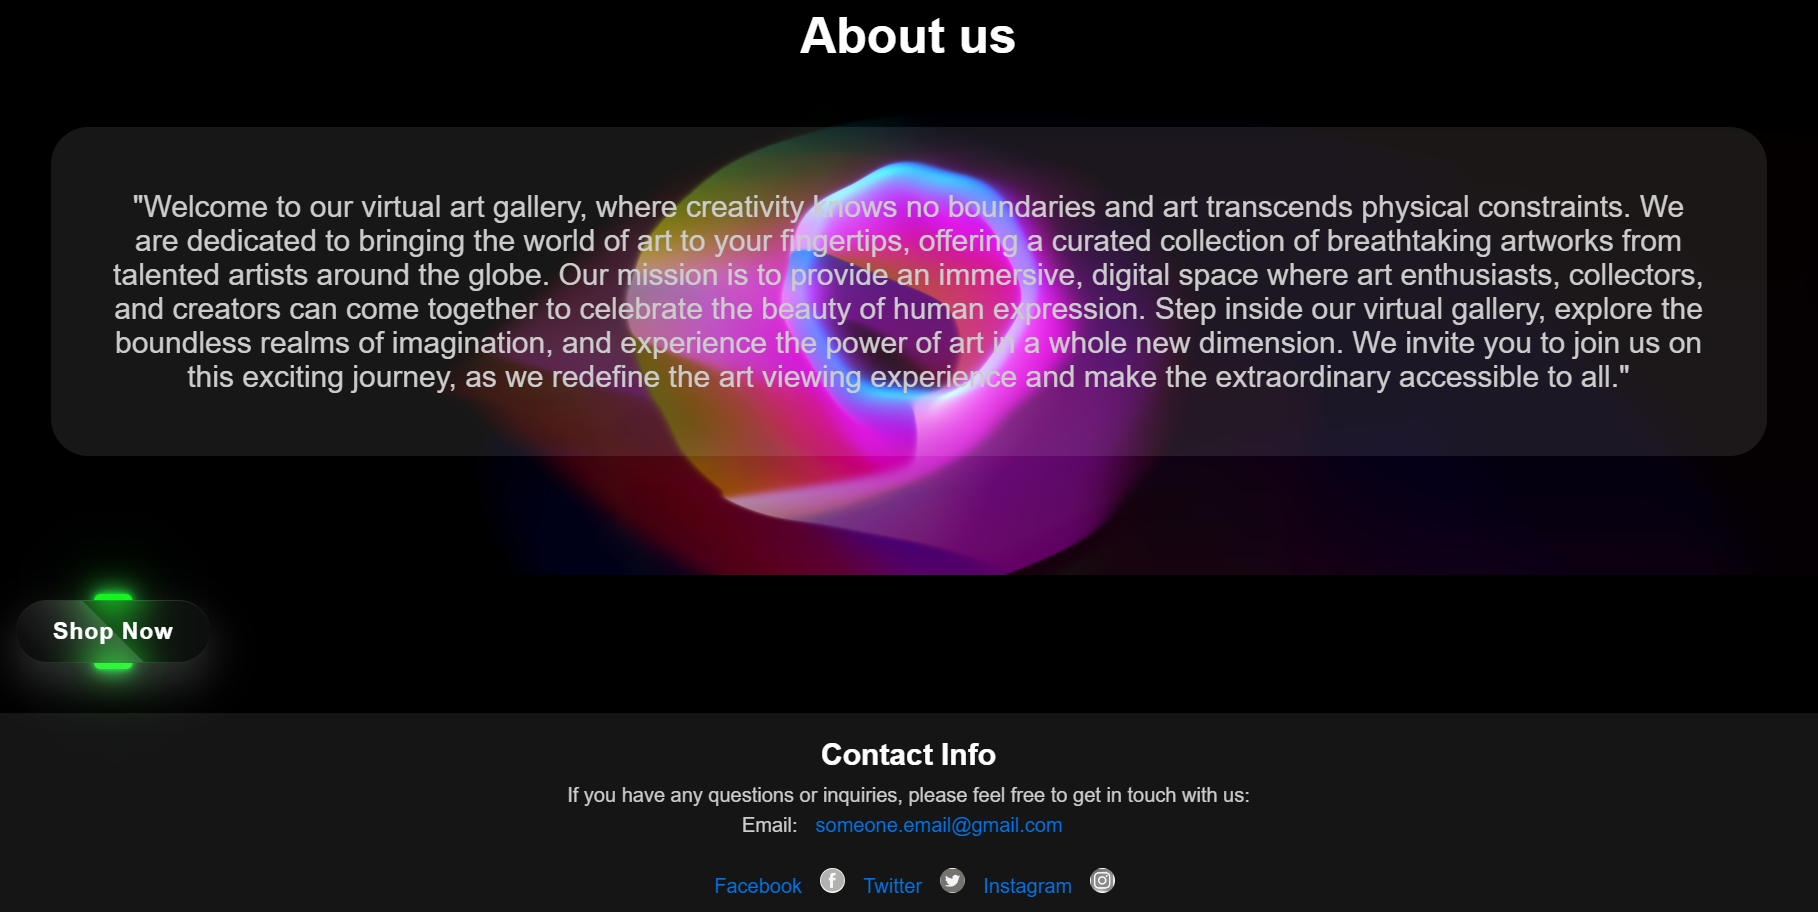 About us
"Welcome to our virtual art gallery, where creativity knows no boundaries and art transcends physical constraints. We
are dedicated to bringing the world of art to your fingertips, offering a curated collection of breathtaking artworks from
talented artists around the globe. Our mission is to provide an immersive, digital space where art enthusiasts, collectors,
and creators can come together to celebrate the beauty of human expression. Step inside our virtual gallery, explore the
boundless realms of imagination, and experience the power of art in a whole new dimension. We invite you to join us on
this exciting journey, as we redefine the art viewing experience and make the extraordinary accessible to all."
Shop Now
Contact Info
If you have any questions or inquiries, please feel free to get in touch with us:
Email: someone.email@gmail.com
Facebook Twitter Instagram